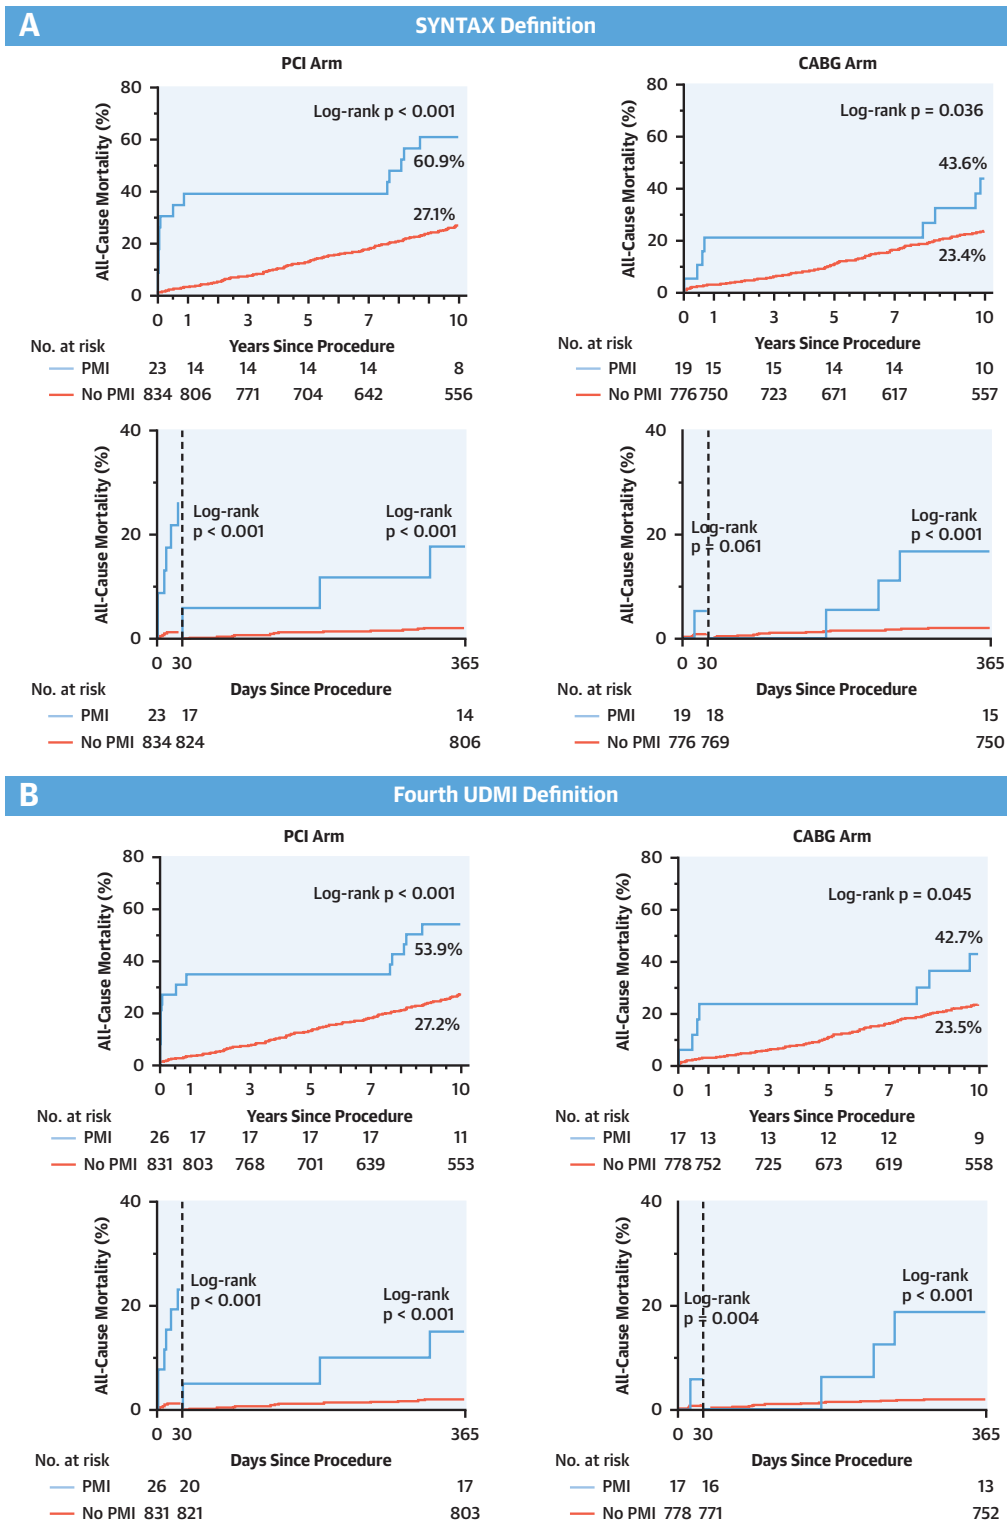 A SYNTAX Definition
PCI Arm
All-Cause Mortality (%)
80
60
40
20
0
Log-rank p < 0.001
60.9%
27.1%
0 1 3 5 7 10
No. at risk Years Since Procedure
PMI 23 14 14 14 14 8
No PMI 834 806 771 704 642 556
CABG Arm
All-Cause Mortality (%)
80
60
40
20
0
Log-rank p = 0.036
43.6%
23.4%
0 1 3 5 7 10
No. at risk Years Since Procedure
PMI 19 15 15 14 14 10
No PMI 776 750 723 671 617 557
All-Cause Mortality (%)
40
20
0
Log-rank
p < 0.001
Log-rank
p < 0.001
0 30 365
No. at risk Days Since Procedure
PMI 23 17 14
No PMI 834 824 806
All-Cause Mortality (%)
40
20
0
Log-rank
p = 0.061
Log-rank
p < 0.001
0 30 365
No. at risk Days Since Procedure
PMI 19 18 15
No PMI 776 769 750
B Fourth UDMI Definition
PCI Arm
All-Cause Mortality (%)
80
60
40
20
0
Log-rank p < 0.001
53.9%
27.2%
0 1 3 5 7 10
No. at risk Years Since Procedure
PMI 26 17 17 17 17 11
No PMI 831 803 768 701 639 553
CABG Arm
All-Cause Mortality (%)
80
60
40
20
0
Log-rank p = 0.045
42.7%
23.5%
0 1 3 5 7 10
No. at risk Years Since Procedure
PMI 17 13 13 12 12 9
No PMI 778 752 725 673 619 558
All-Cause Mortality (%)
40
20
0
Log-rank
p < 0.001
Log-rank
p < 0.001
0 30 365
No. at risk Days Since Procedure
PMI 26 20 17
No PMI 831 821 803
All-Cause Mortality (%)
40
20
0
Log-rank
p = 0.004
Log-rank
p < 0.001
0 30 365
No. at risk Days Since Procedure
PMI 17 16 13
No PMI 778 771 752